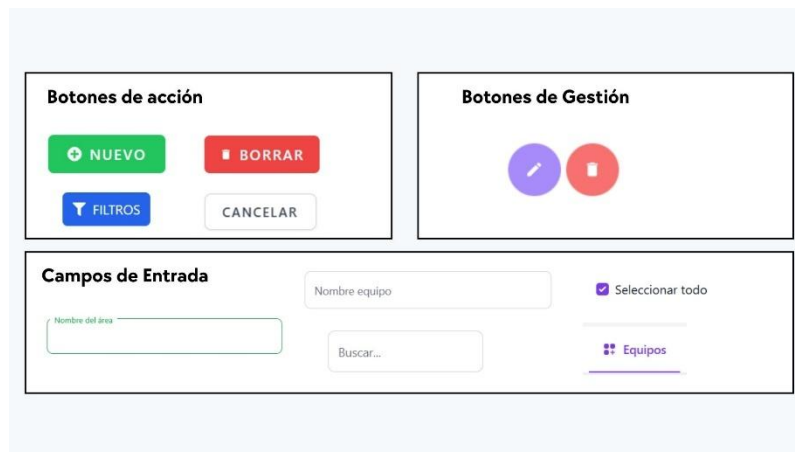 Botones de acción
NUEVO
BORRAR
FILTROS
CANCELAR
Botones de Gestión
Campos de Entrada
Nombre del área
Nombre equipo
Buscar...
Seleccionar todo
Equipos